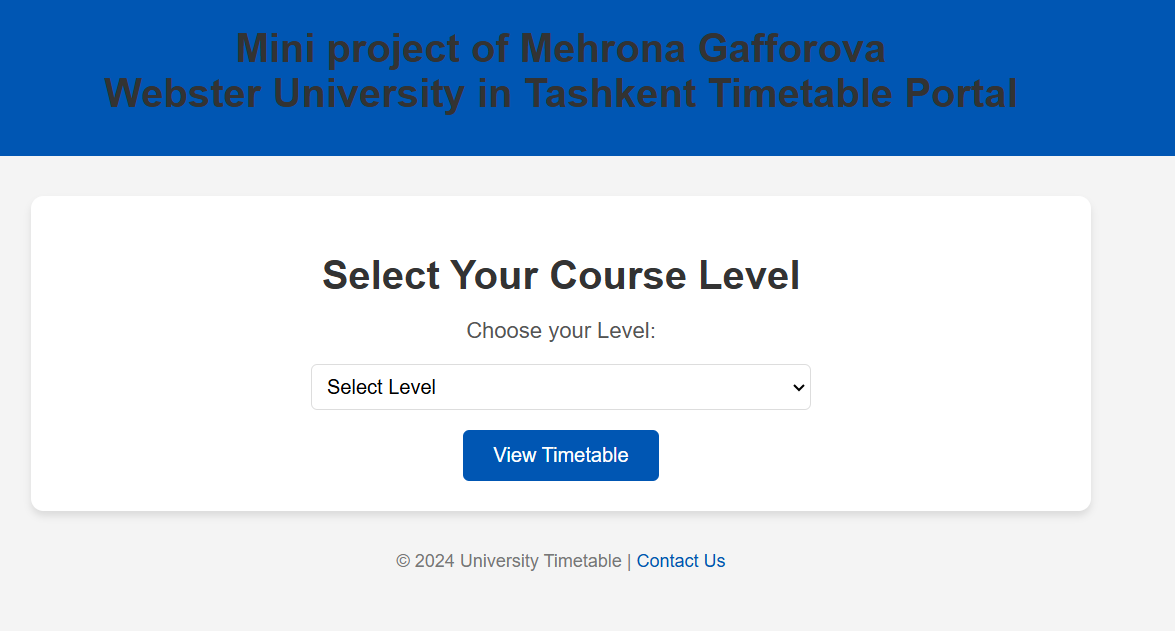 Mini project of Mehrona Gafforova
Webster University in Tashkent Timetable Portal
Select Your Course Level
Choose your Level:
Select Level
View Timetable
© 2024 University Timetable | Contact Us